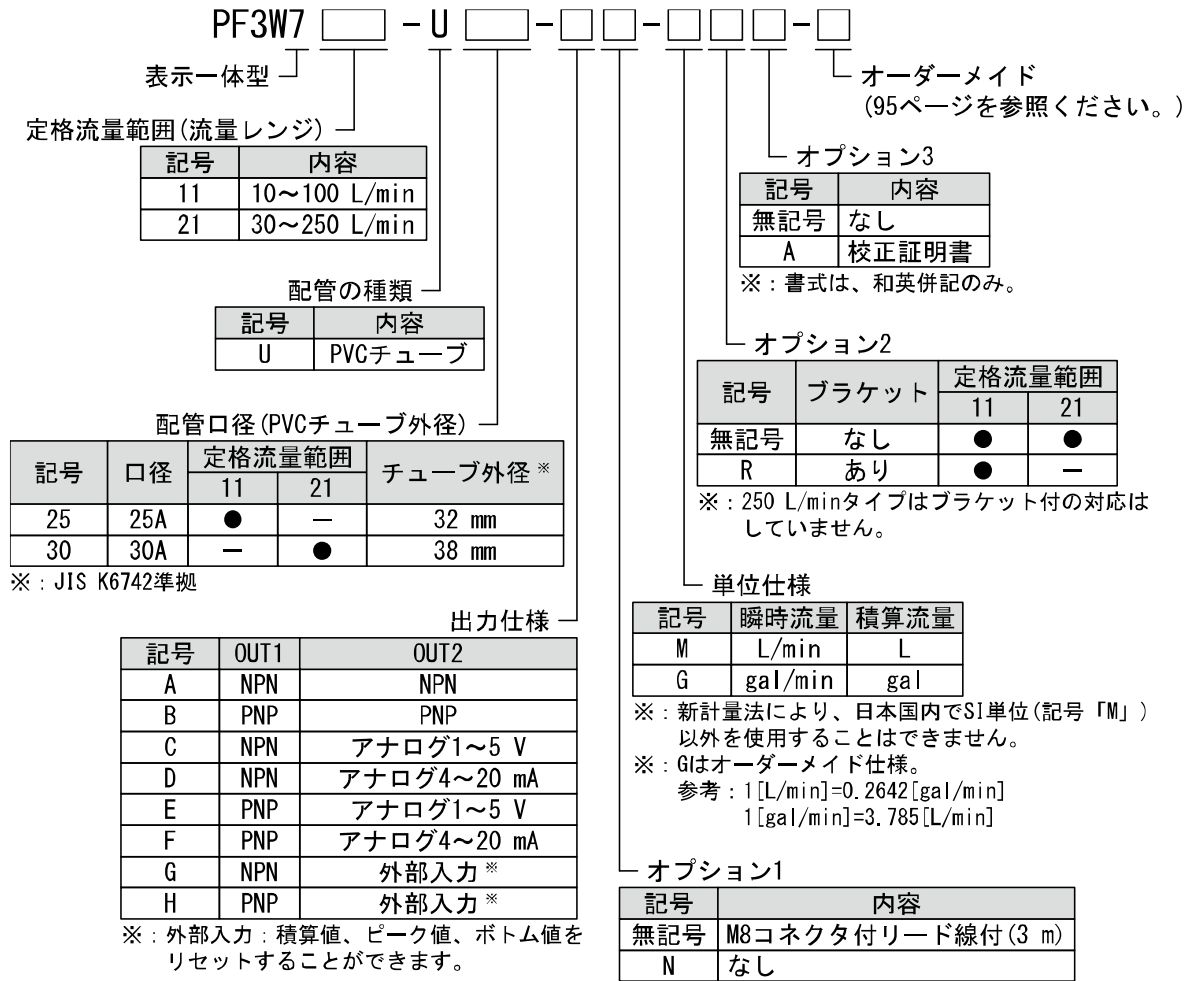 PF3W7 □ - U □ - □ □ - □ □ □ - □
表示一体型
オーダーメイド
(95ページを参照ください。)
定格流量範囲(流量レンジ)
記号 内容
11 10～100 L/min
21 30～250 L/min
オプション3
記号 内容
無記号 なし
A 校正証明書
※：書式は、和英併記のみ。
配管の種類
記号 内容
U PVCチューブ
オプション2
記号 ブラケット 定格流量範囲
11 21
無記号 なし ● ●
R あり ● －
※：250 L/minタイプはブラケット付の対応は
していません。
配管口径(PVCチューブ外径)
記号 口径 定格流量範囲 チューブ外径※
11 21
25 25A ● － 32 mm
30 30A － ● 38 mm
※：JIS K6742準拠
単位仕様
記号 瞬時流量 積算流量
M L/min L
G gal/min gal
※：新計量法により、日本国内でSI単位(記号「M」)
以外を使用することはできません。
※：Gはオーダーメイド仕様。
参考：1[L/min]=0.2642[gal/min]
1[gal/min]=3.785[L/min]
出力仕様
記号 OUT1 OUT2
A NPN NPN
B PNP PNP
C NPN アナログ1～5 V
D NPN アナログ4～20 mA
E PNP アナログ1～5 V
F PNP アナログ4～20 mA
G NPN 外部入力※
H PNP 外部入力※
※：外部入力：積算値、ピーク値、ボトム値を
リセットすることができます。
オプション1
記号 内容
無記号 M8コネクタ付リード線付(3 m)
N なし